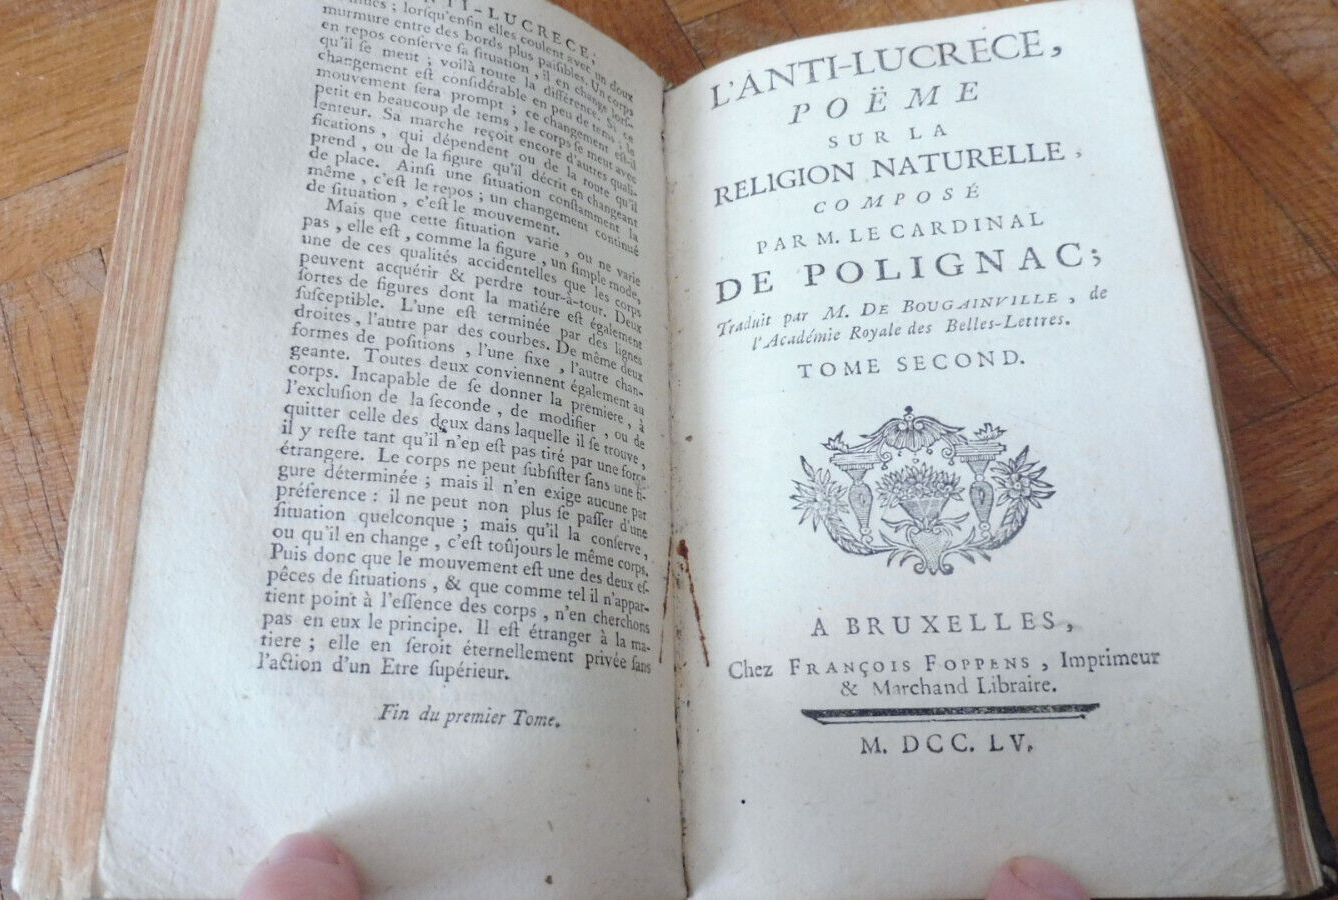 NTI-LUCRECE,
; lorsqu'enfin elles coulent avec un doux
murmure entre des bords plus paisibles. Un corps
en repos conserve sa situation, il en change lors-
qu'il se meut ; voilà toute la différence. Si ce
changement est considérable en peu de tems, le
mouvement sera prompt ; ce changement est-il
petit en beaucoup de tems, le corps se meut avec
lenteur. Sa marche reçoit encore d'autres quali-
fications, qui dépendent ou de la route qu'il
prend, ou de la figure qu'il décrit en changeant
de place. Ainsi une situation constamment la
même, c'est le repos ; un changement continué
de situation, c'est le mouvement.
Mais que cette situation varie, ou ne varie
pas, elle est, comme la figure, un simple mode,
une de ces qualités accidentelles que les corps
peuvent acquérir & perdre tour-à-tour. Deux
sortes de figures dont la matiére est également
susceptible. L'une est terminée par des lignes
droites, l'autre par des courbes. De même deux
formes de positions, l'une fixe, l'autre chan-
geante. Toutes deux conviennent également au
corps. Incapable de se donner la premiere, à
l'exclusion de la seconde, de modifier, ou de
quitter celle des deux dans laquelle il se trouve,
il y reste tant qu'il n'en est pas tiré par une force
étrangere. Le corps ne peut subsister sans une fi-
gure déterminée ; mais il n'en exige aucune par
préference : il ne peut non plus se passer d'une
situation quelconque ; mais qu'il la conserve,
ou qu'il en change, c'est toûjours le même corps.
Puis donc que le mouvement est une des deux es-
pêces de situations, & que comme tel il n'appar-
tient point à l'essence des corps, n'en cherchons
pas en eux le principe. Il est étranger à la ma-
tiere ; elle en seroit éternellement privée sans
l'action d'un Etre supérieur.
Fin du premier Tome.
L'ANTI-LUCRECE,
POËME
SUR LA
RELIGION NATURELLE,
COMPOSÉ
PAR M. LE CARDINAL
DE POLIGNAC;
Traduit par M. DE BOUGAINVILLE, de
l'Académie Royale des Belles-Lettres.
TOME SECOND.
A BRUXELLES,
Chez FRANÇOIS FOPPENS, Imprimeur
& Marchand Libraire.
M. DCC. LV.